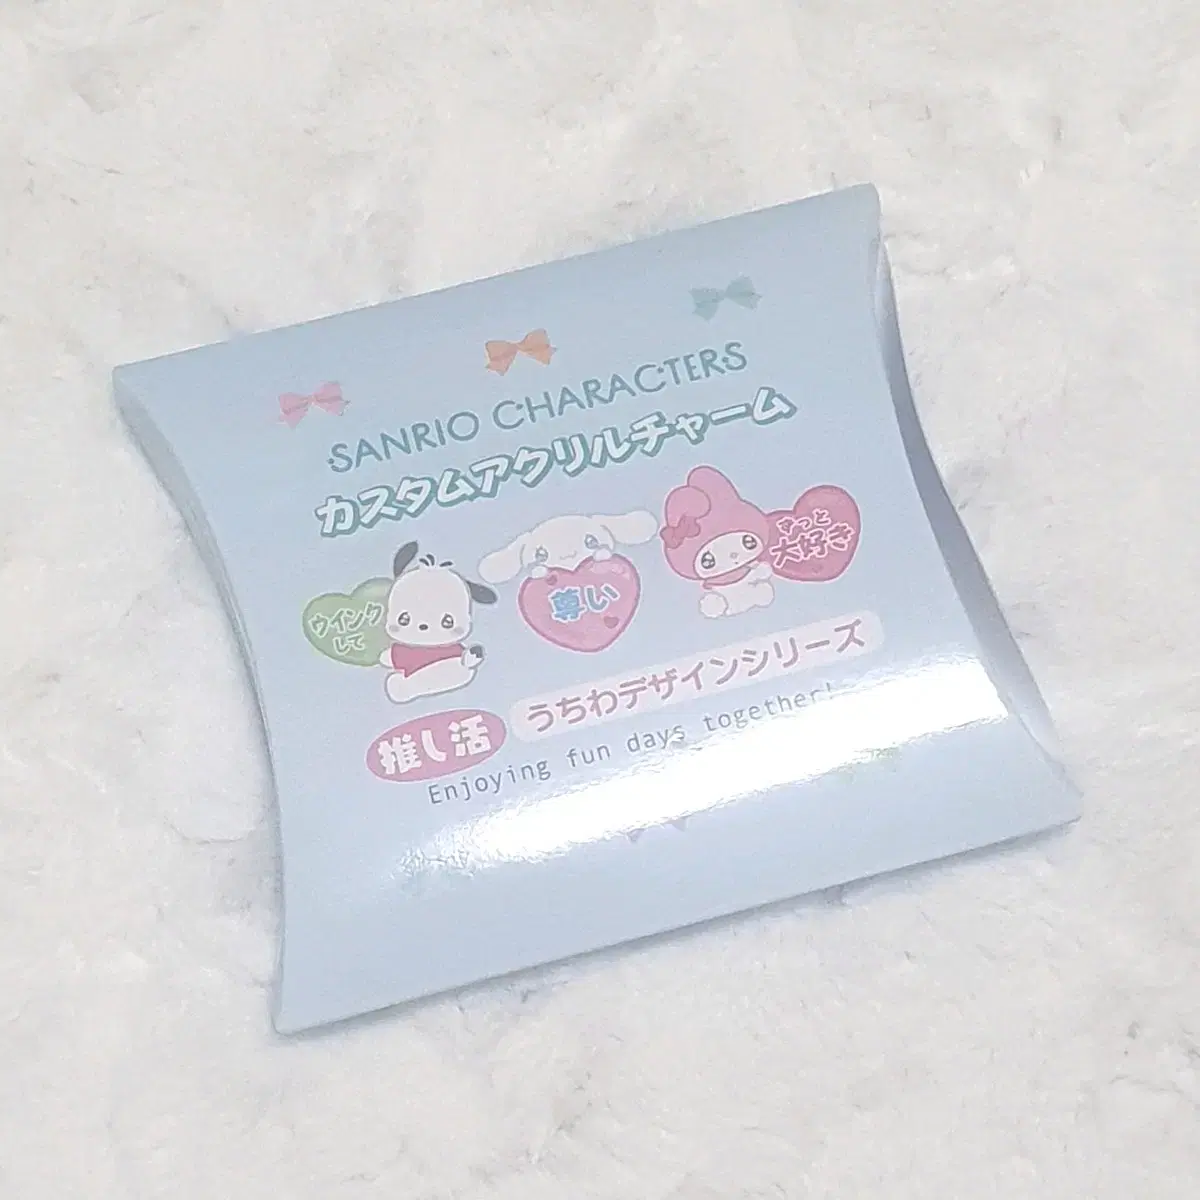 SANRIO CHARACTERS
カスタムアクリルチャーム
ウインク
して
尊い
ずっと
大好き
推し活 うちわデザインシリーズ
Enjoying fun days together!